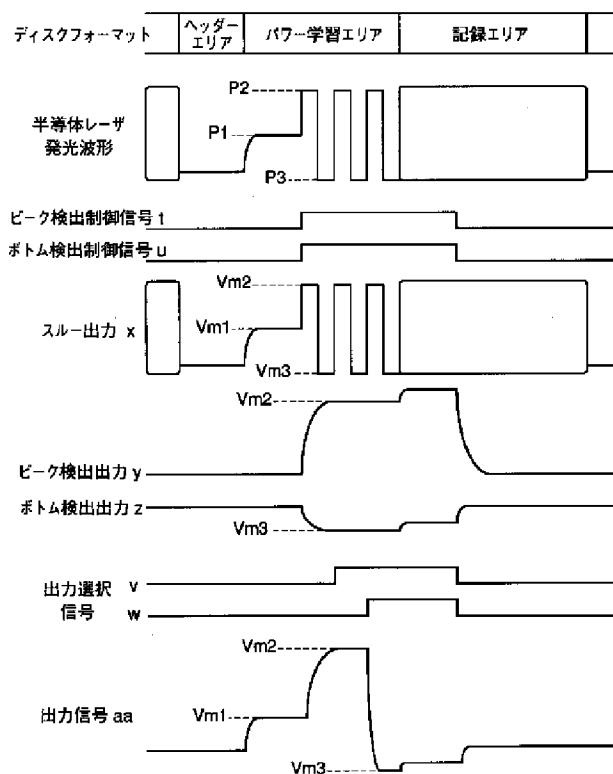 ディスクフォーマット
ヘッダー
エリア
パワー学習エリア
記録エリア
半導体レーザ
発光波形
P2
P1
P3
ピーク検出制御信号 t
ボトム検出制御信号 u
スルー出力 x
Vm2
Vm1
Vm3
Vm2
ピーク検出出力 y
ボトム検出出力 z
Vm3
出力選択
信号
v
w
出力信号 aa
Vm2
Vm1
Vm3